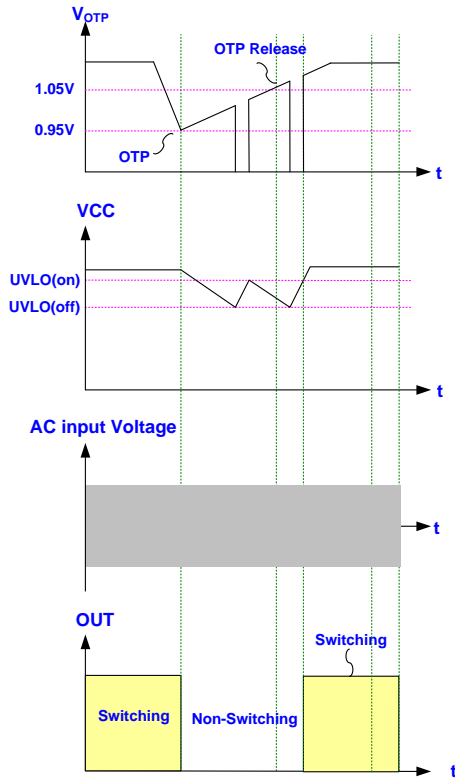 VOTP
OTP Release
1.05V
0.95V
OTP
t
VCC
UVLO(on)
UVLO(off)
t
AC input Voltage
t
OUT
Switching
Switching
Non-Switching
t